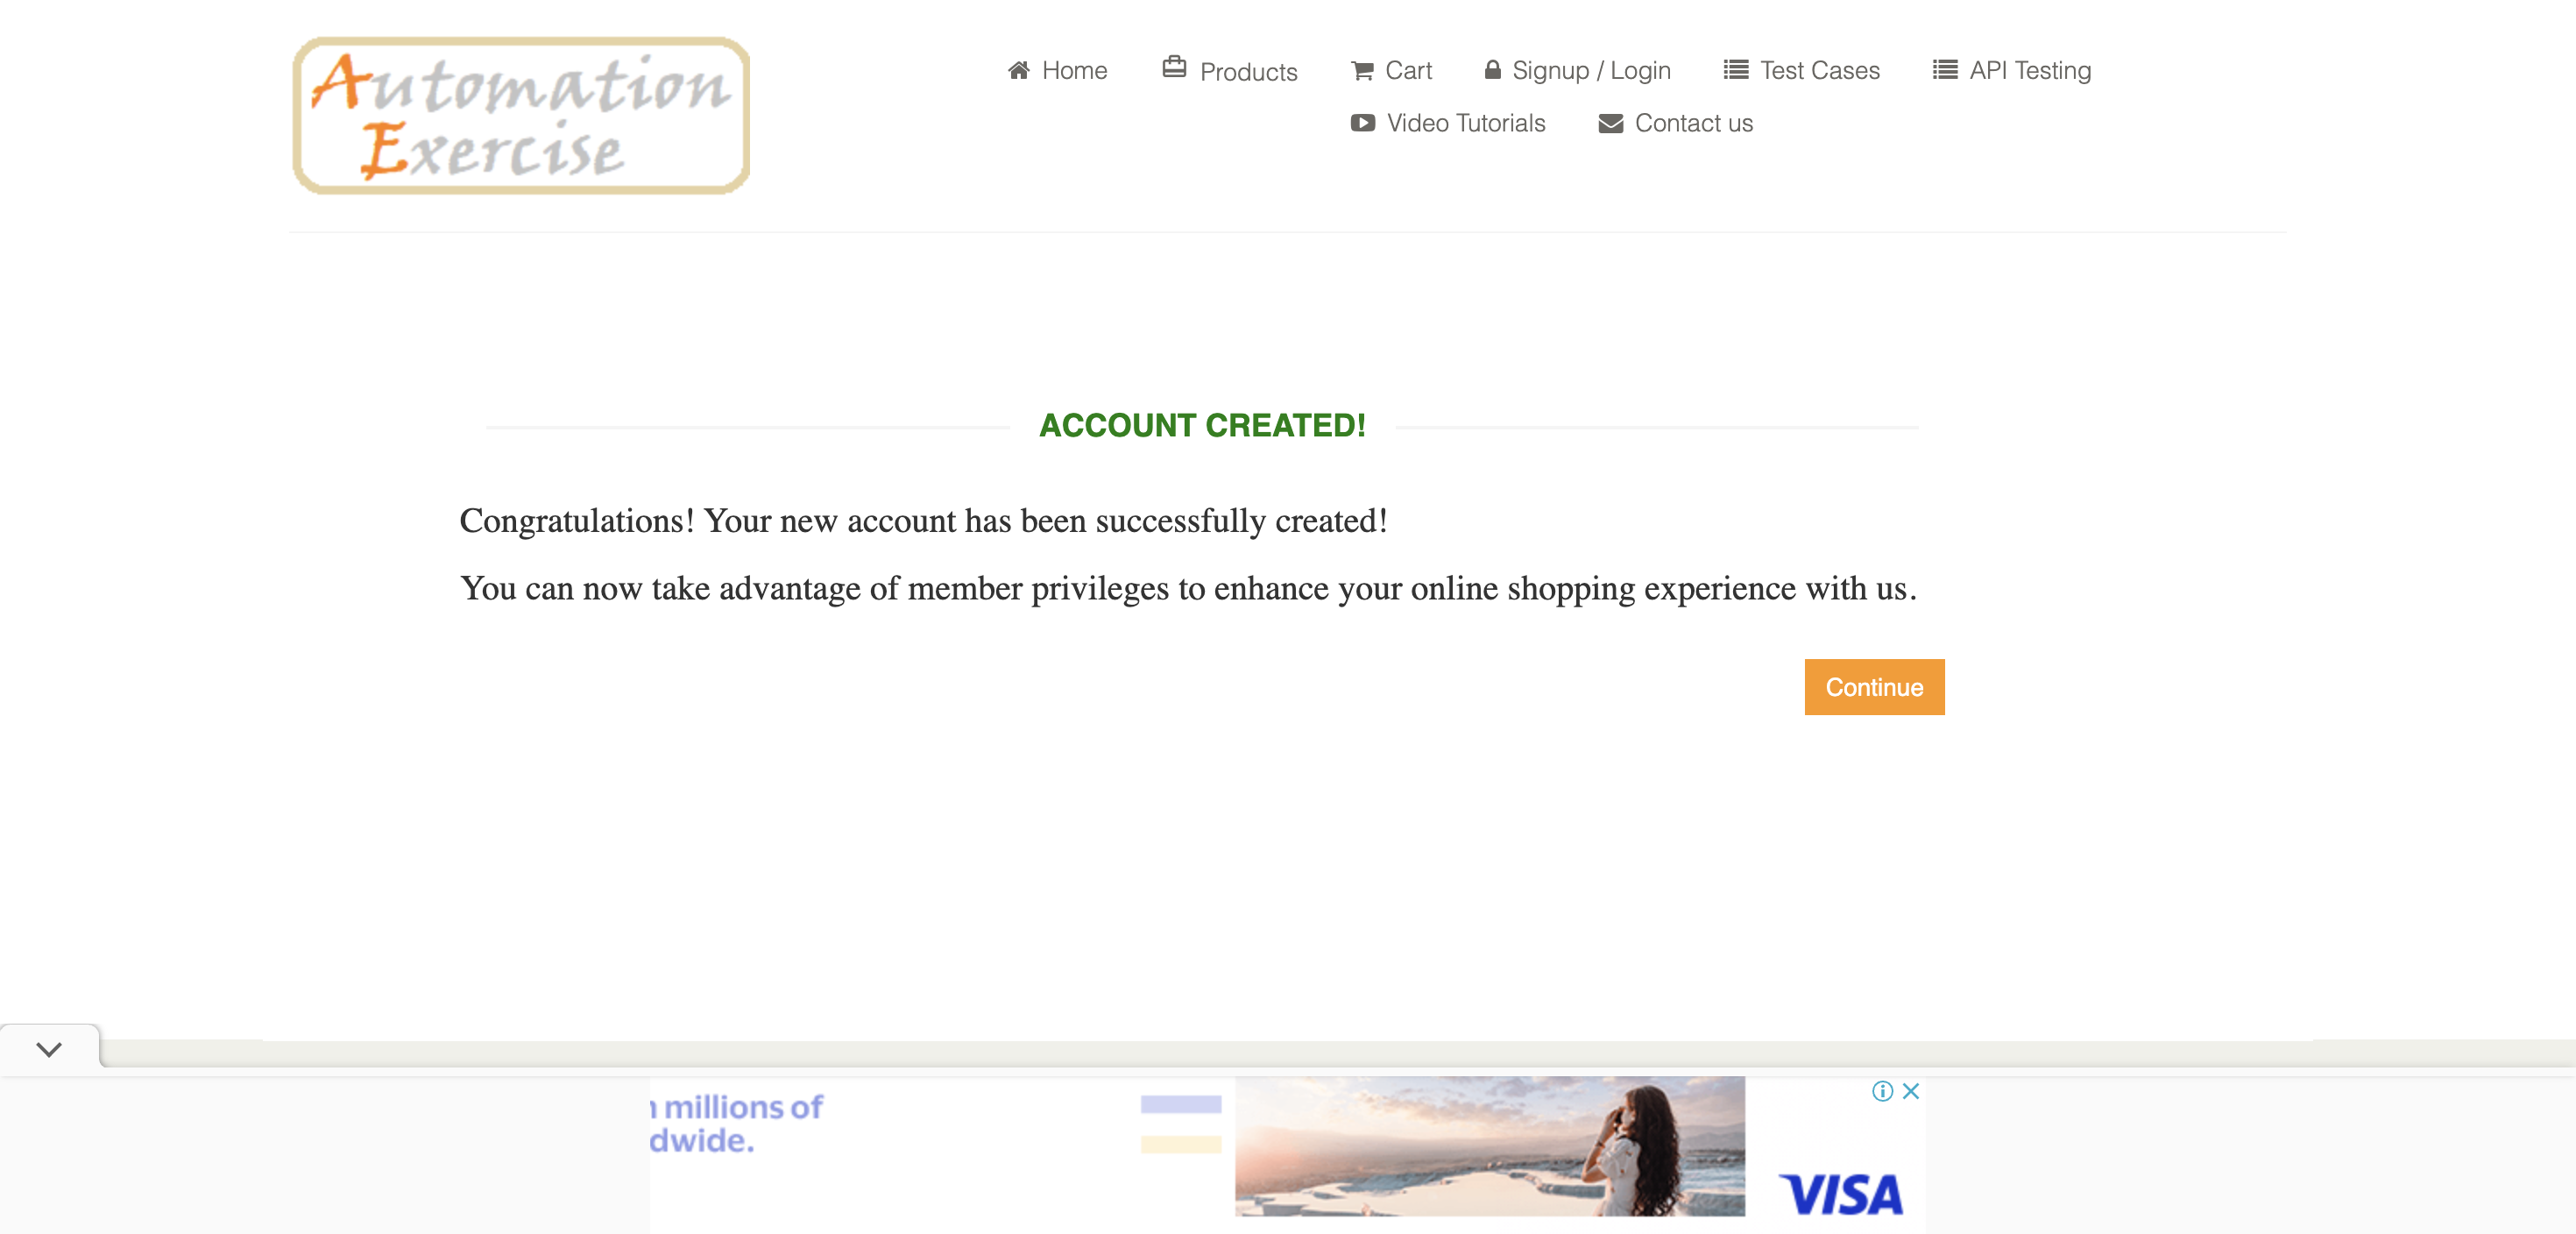 Automation
Exercise
Home Products Cart Signup / Login Test Cases API Testing
Video Tutorials Contact us
ACCOUNT CREATED!
Congratulations! Your new account has been successfully created!
You can now take advantage of member privileges to enhance your online shopping experience with us.
Continue
millions of
dwide.
VISA